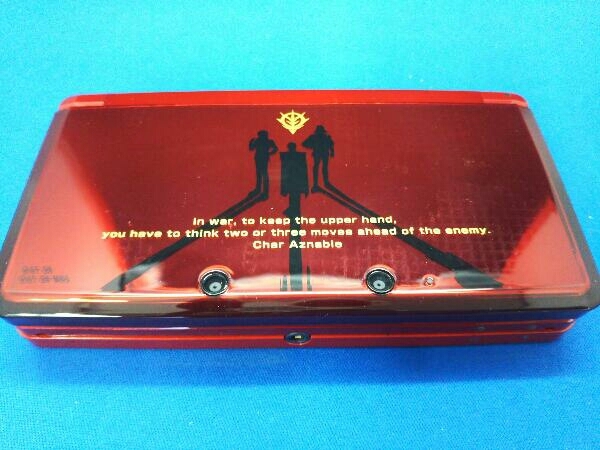 In war, to keep the upper hand,
you have to think two or three moves ahead of the enemy.
Char Aznable